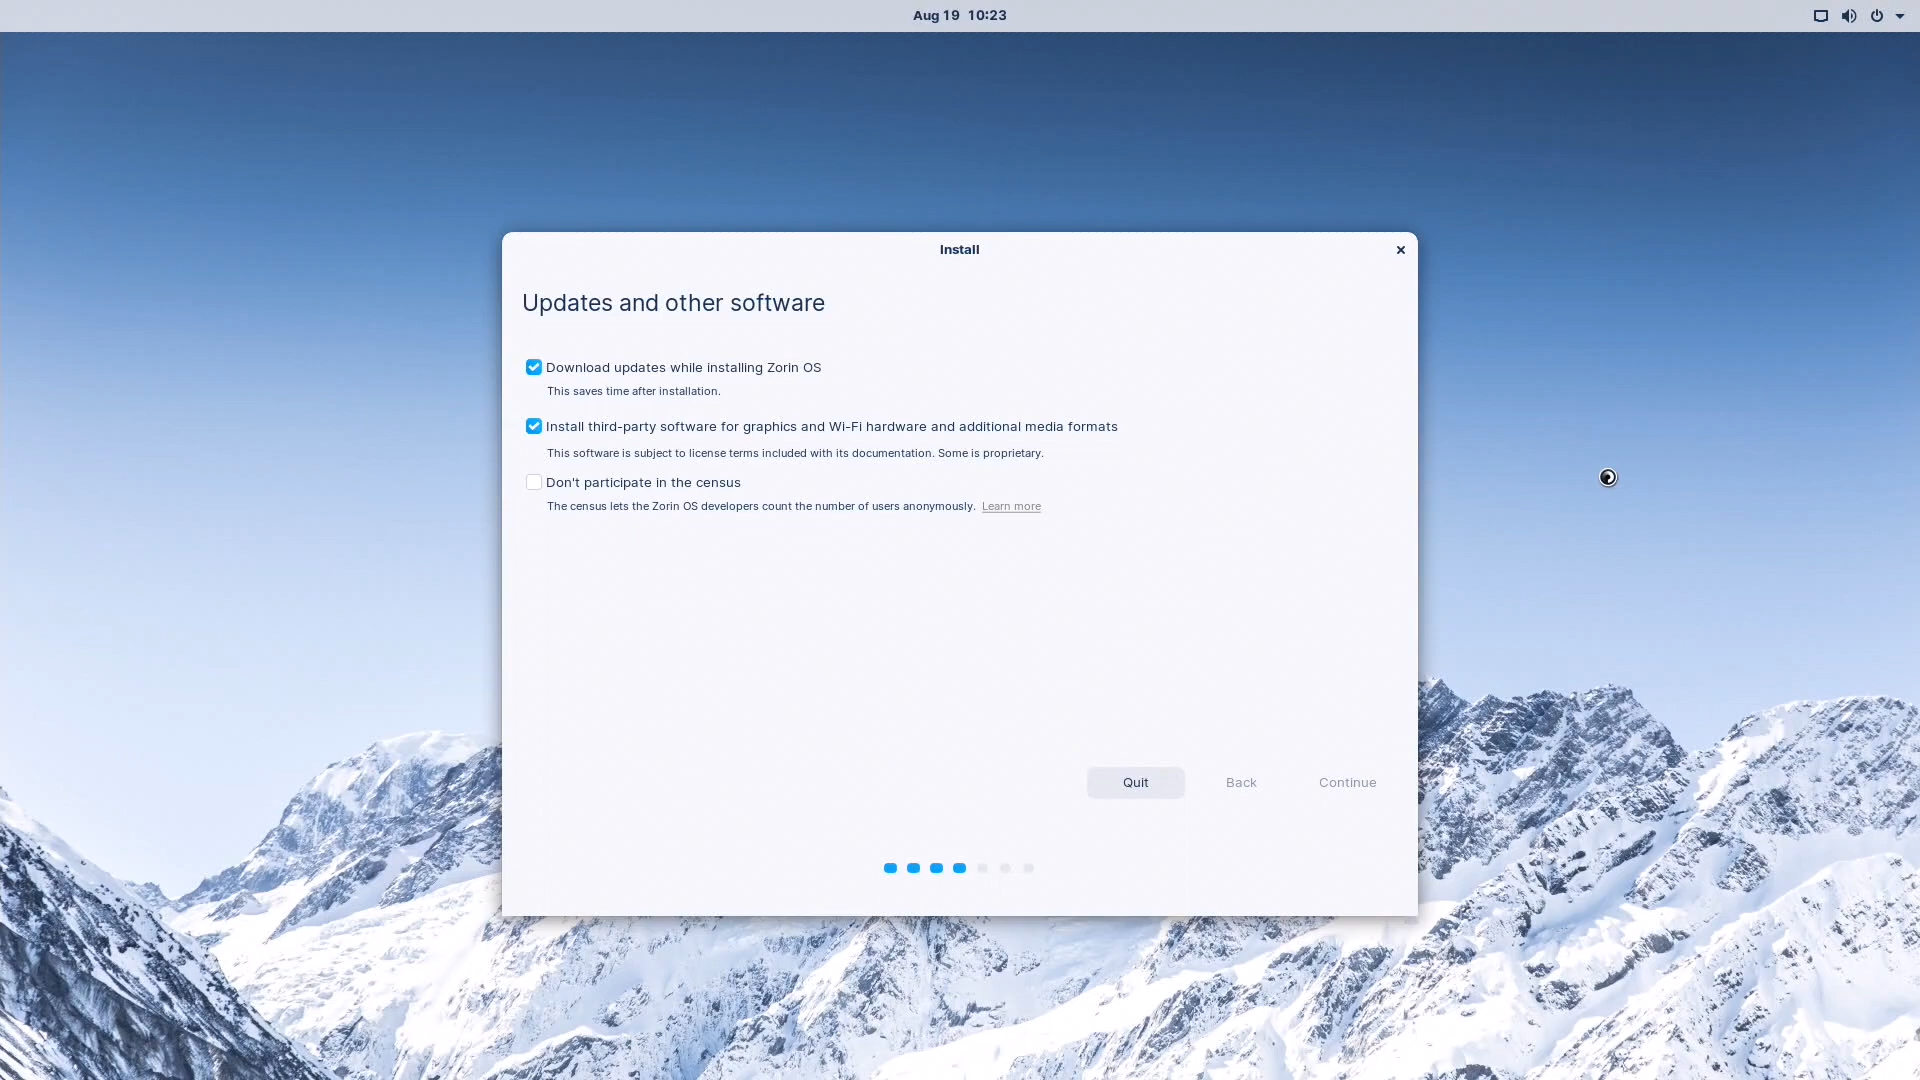 Aug 19 10:23
Install
Updates and other software
Download updates while installing Zorin OS
This saves time after installation.
Install third-party software for graphics and Wi-Fi hardware and additional media formats
This software is subject to license terms included with its documentation. Some is proprietary.
Don't participate in the census
The census lets the Zorin OS developers count the number of users anonymously. Learn more
Quit Back Continue